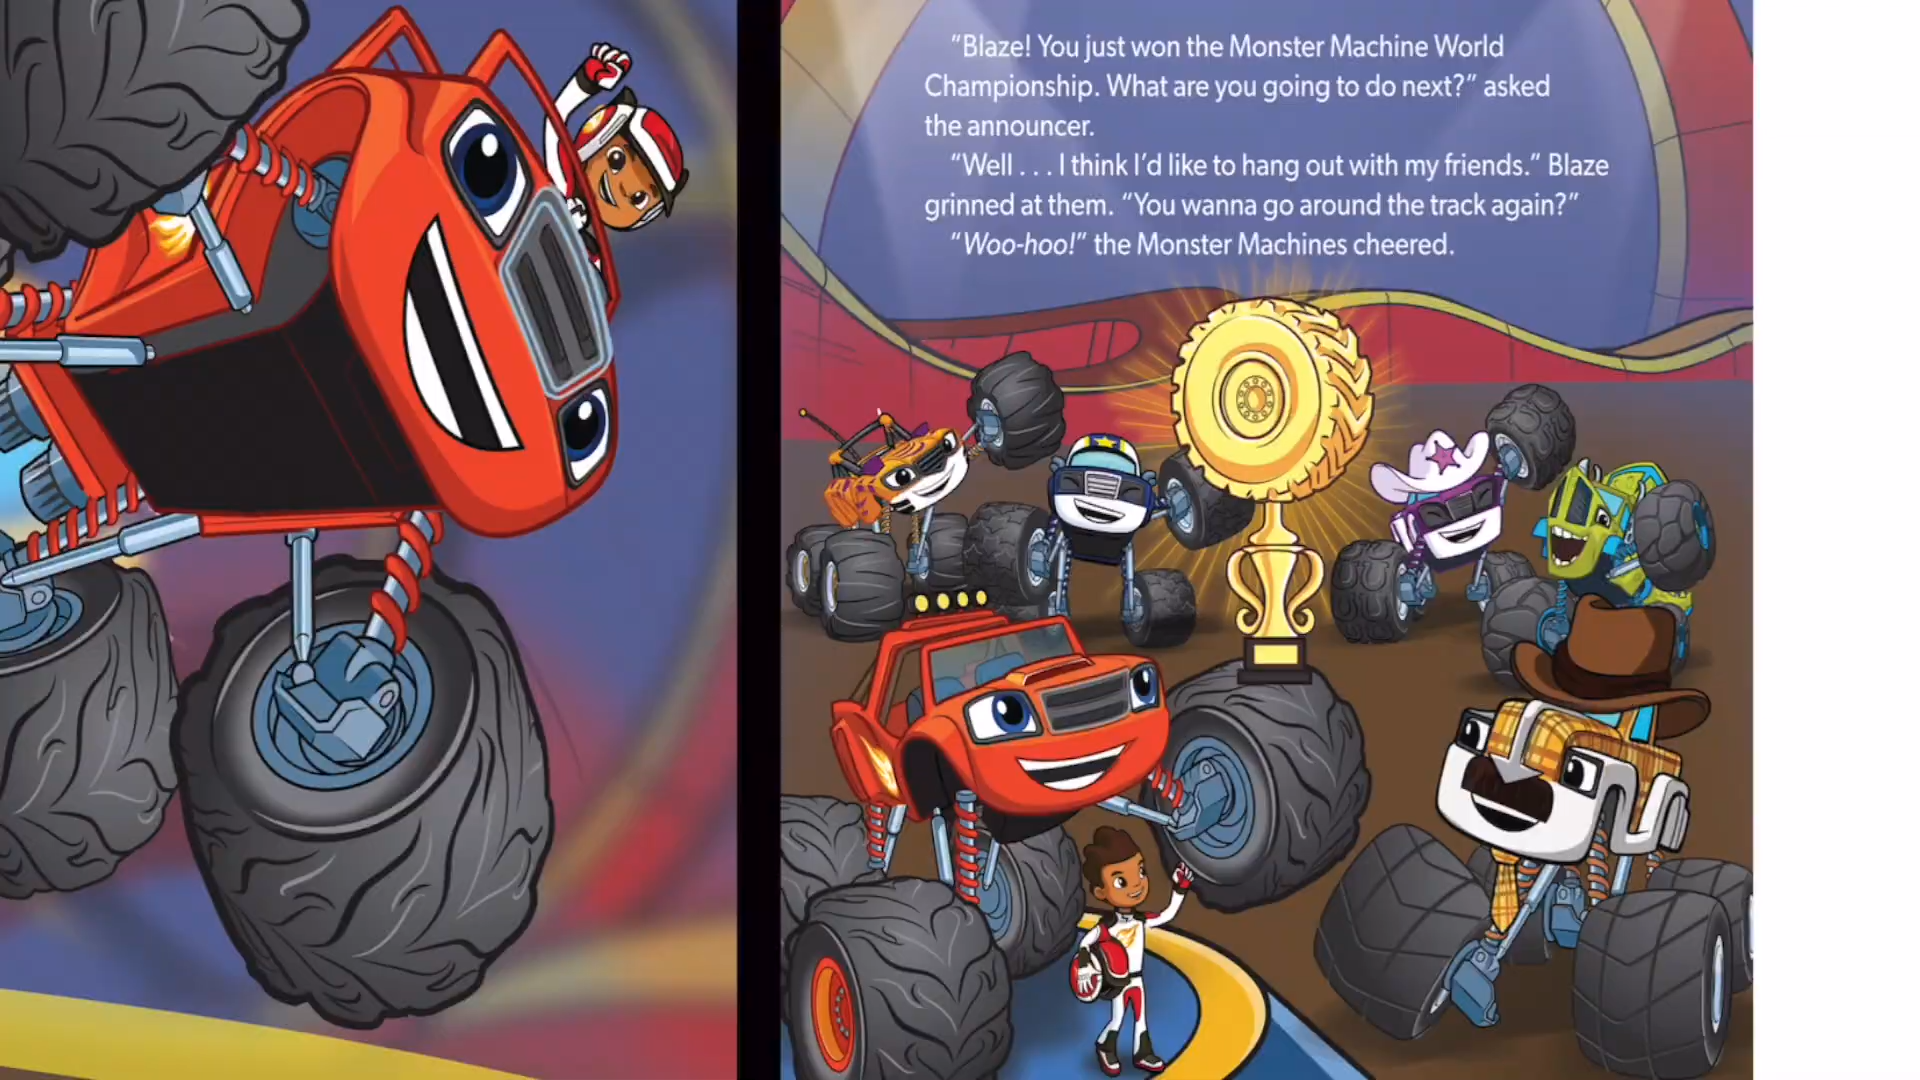 "Blaze! You just won the Monster Machine World
Championship. What are you going to do next?" asked
the announcer.
"Well . . . I think I'd like to hang out with my friends." Blaze
grinned at them. "You wanna go around the track again?"
"Woo-hoo!" the Monster Machines cheered.